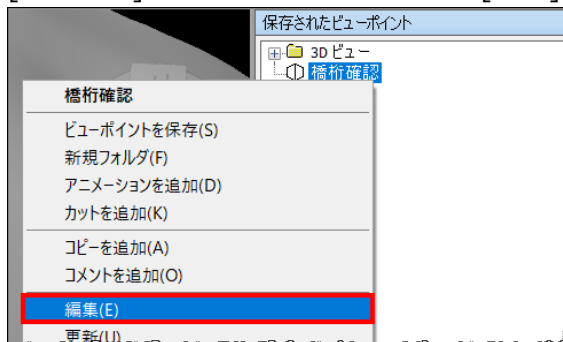 保存されたビューポイント
3D ビュー
橋桁確認
橋桁確認
ビューポイントを保存(S)
新規フォルダ(F)
アニメーションを追加(D)
カットを追加(K)
コピーを追加(A)
コメントを追加(O)
編集(E)
更新(U)